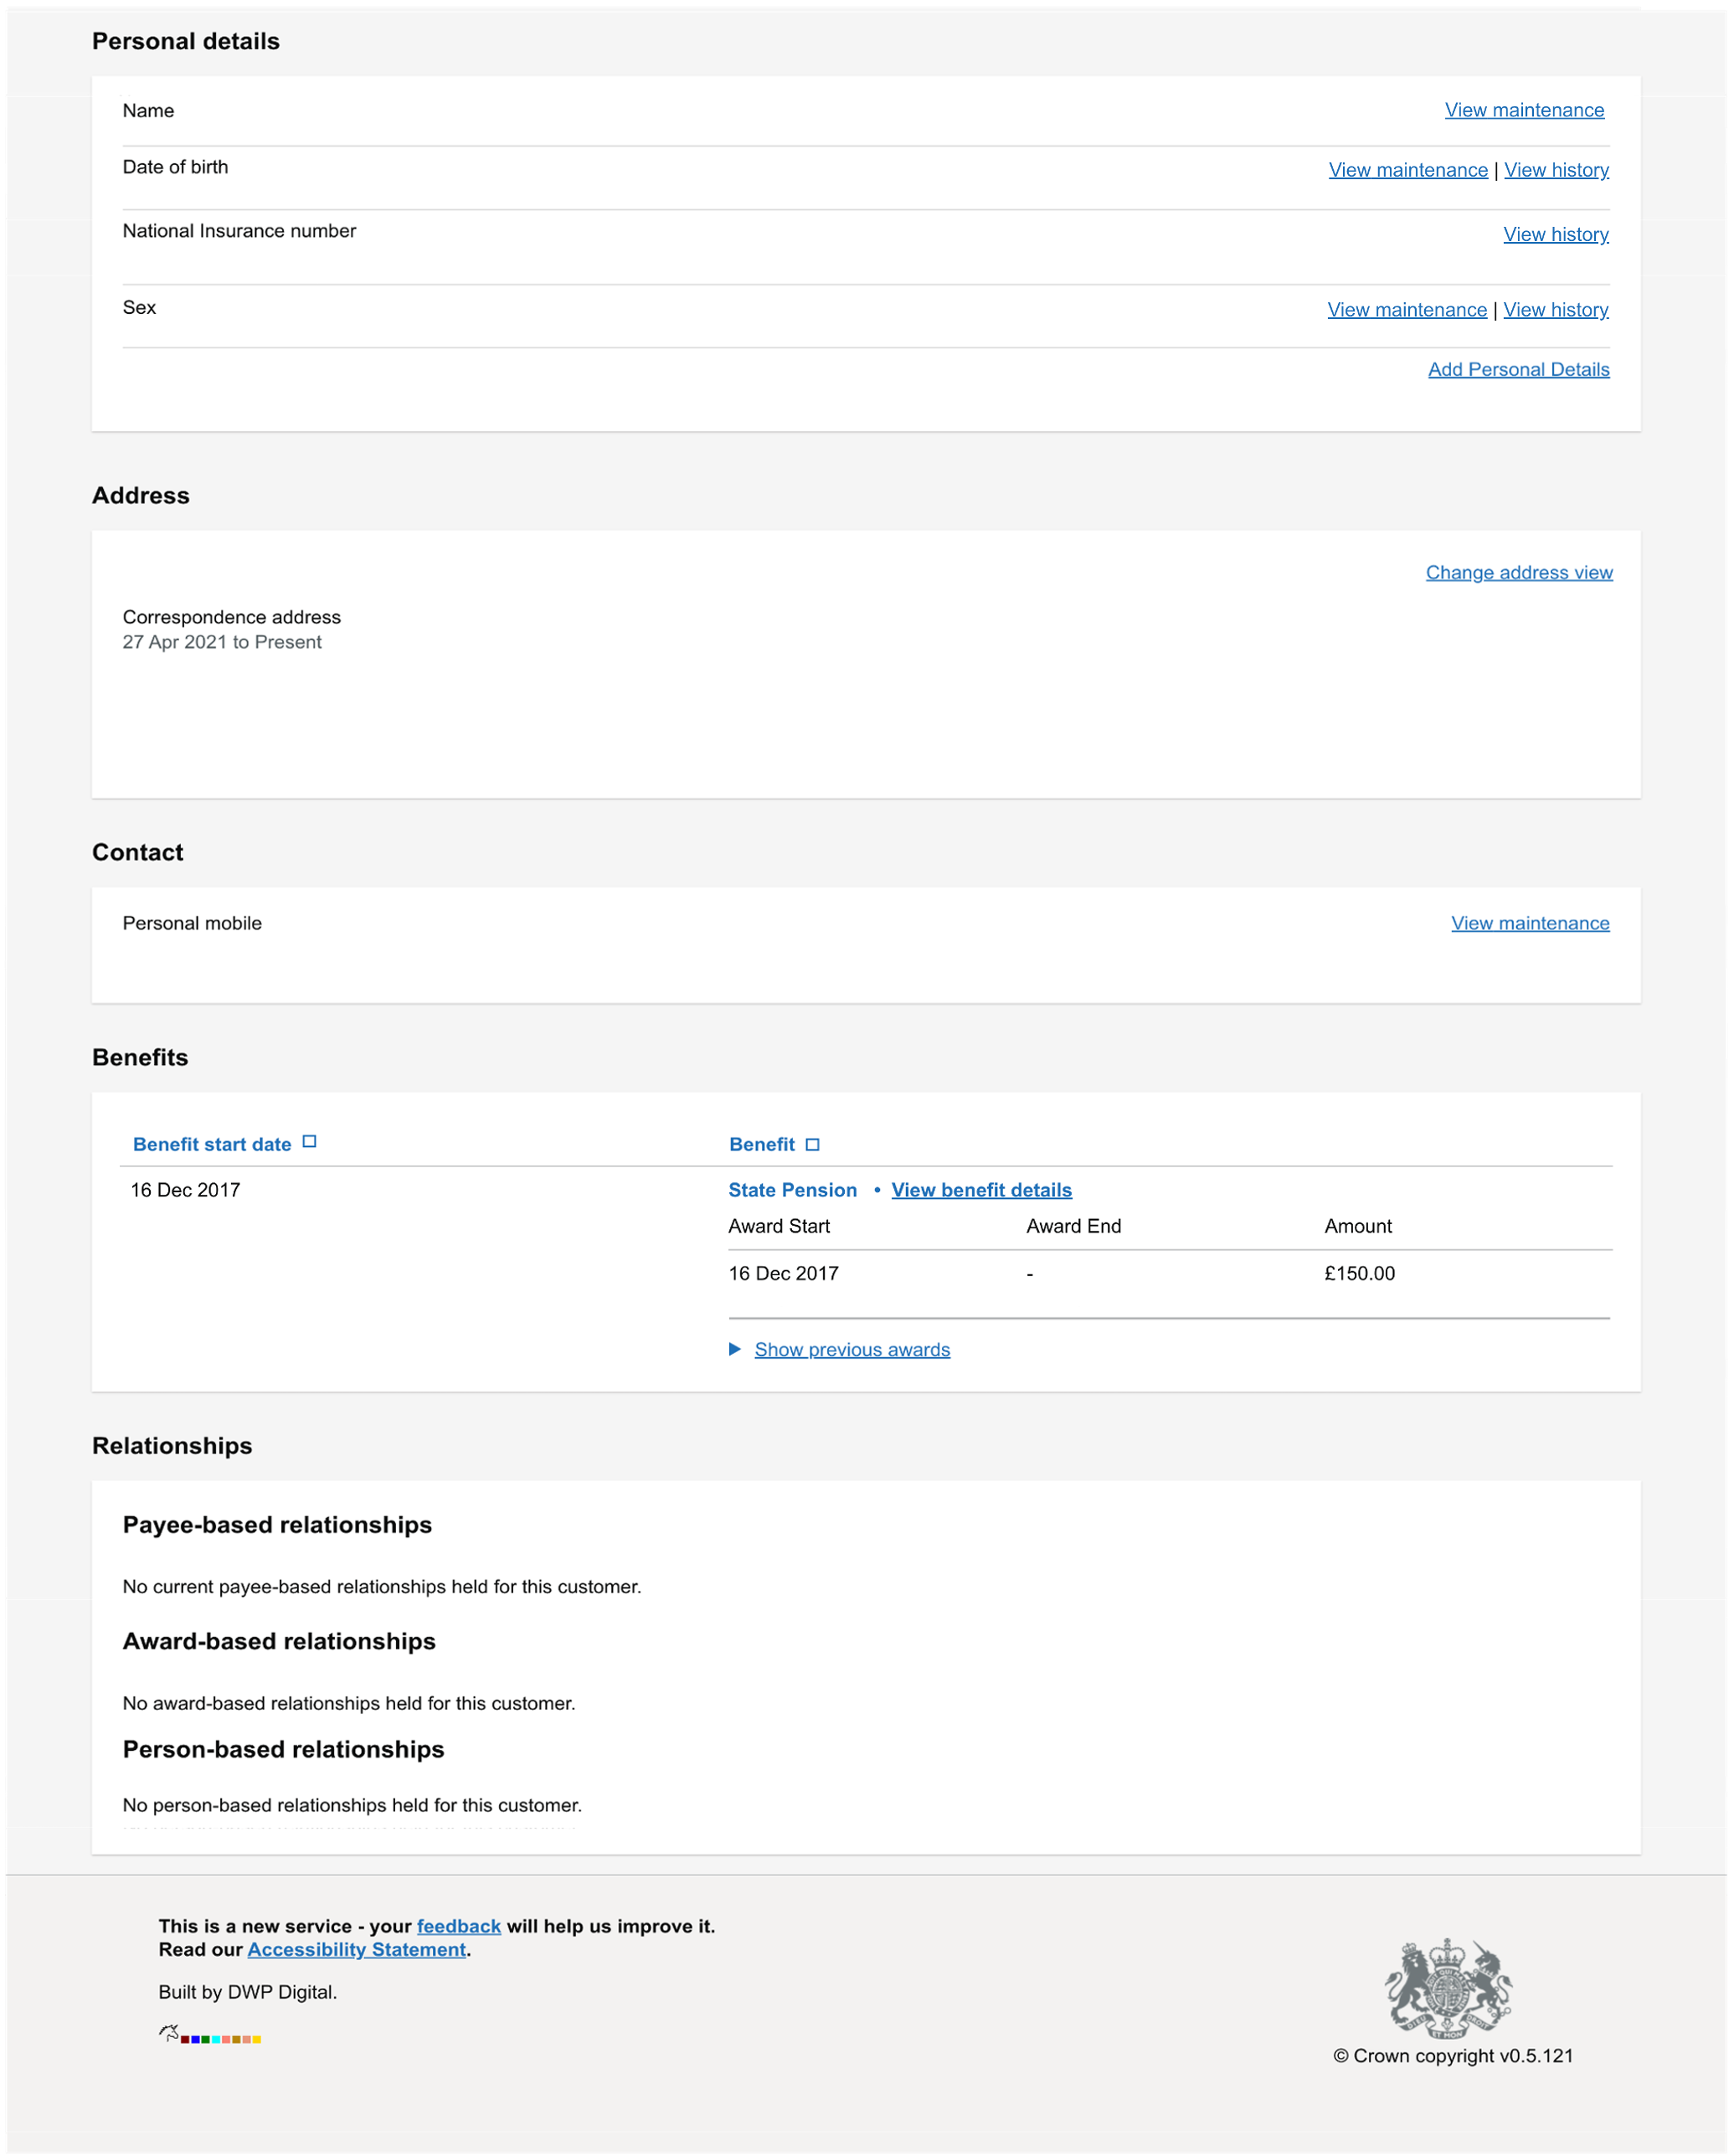 Personal details
Name View maintenance
Date of birth View maintenance | View history
National Insurance number View history
Sex View maintenance | View history
Add Personal Details
Address
Change address view
Correspondence address
27 Apr 2021 to Present
Contact
Personal mobile View maintenance
Benefits
Benefit start date Benefit
16 Dec 2017 State Pension • View benefit details
Award Start Award End Amount
16 Dec 2017 - £150.00
Show previous awards
Relationships
Payee-based relationships
No current payee-based relationships held for this customer.
Award-based relationships
No award-based relationships held for this customer.
Person-based relationships
No person-based relationships held for this customer.
This is a new service - your feedback will help us improve it.
Read our Accessibility Statement.
Built by DWP Digital.
DIEU ET MON DROIT
© Crown copyright v0.5.121